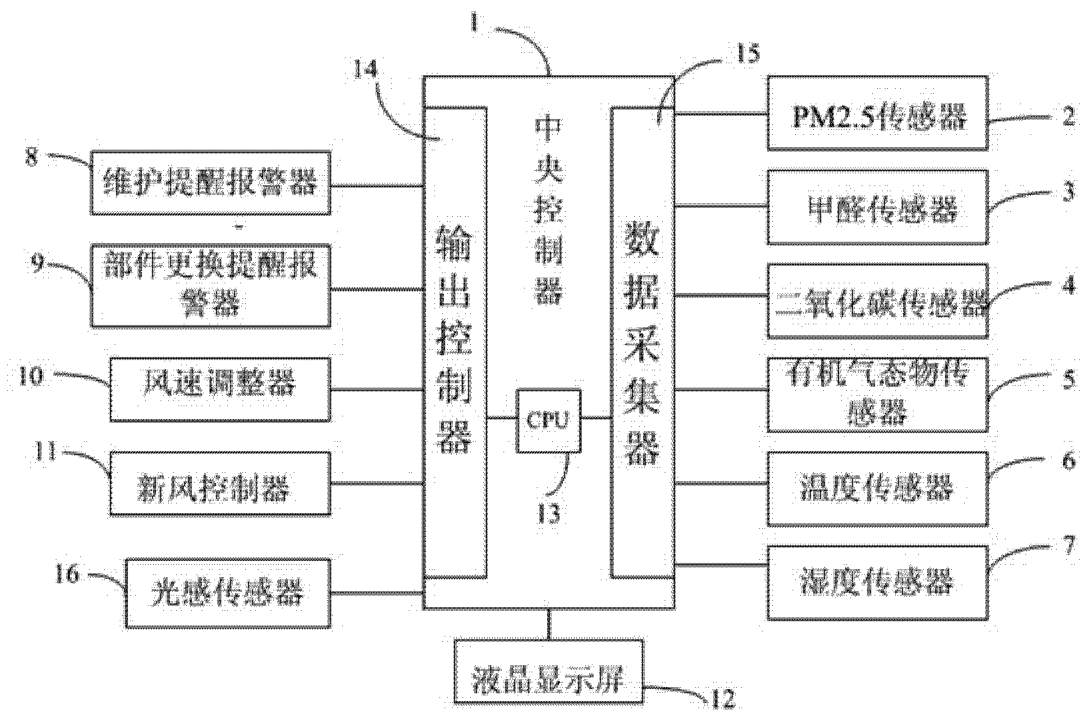 1
14
15
中央控制器
输出控制器
数据采集器
CPU
13
8
维护提醒报警器
9
部件更换提醒报
警器
10
风速调整器
11
新风控制器
16
光感传感器
PM2.5传感器
2
甲醛传感器
3
二氧化碳传感器
4
有机气态物传
感器
5
温度传感器
6
湿度传感器
7
液晶显示屏
12